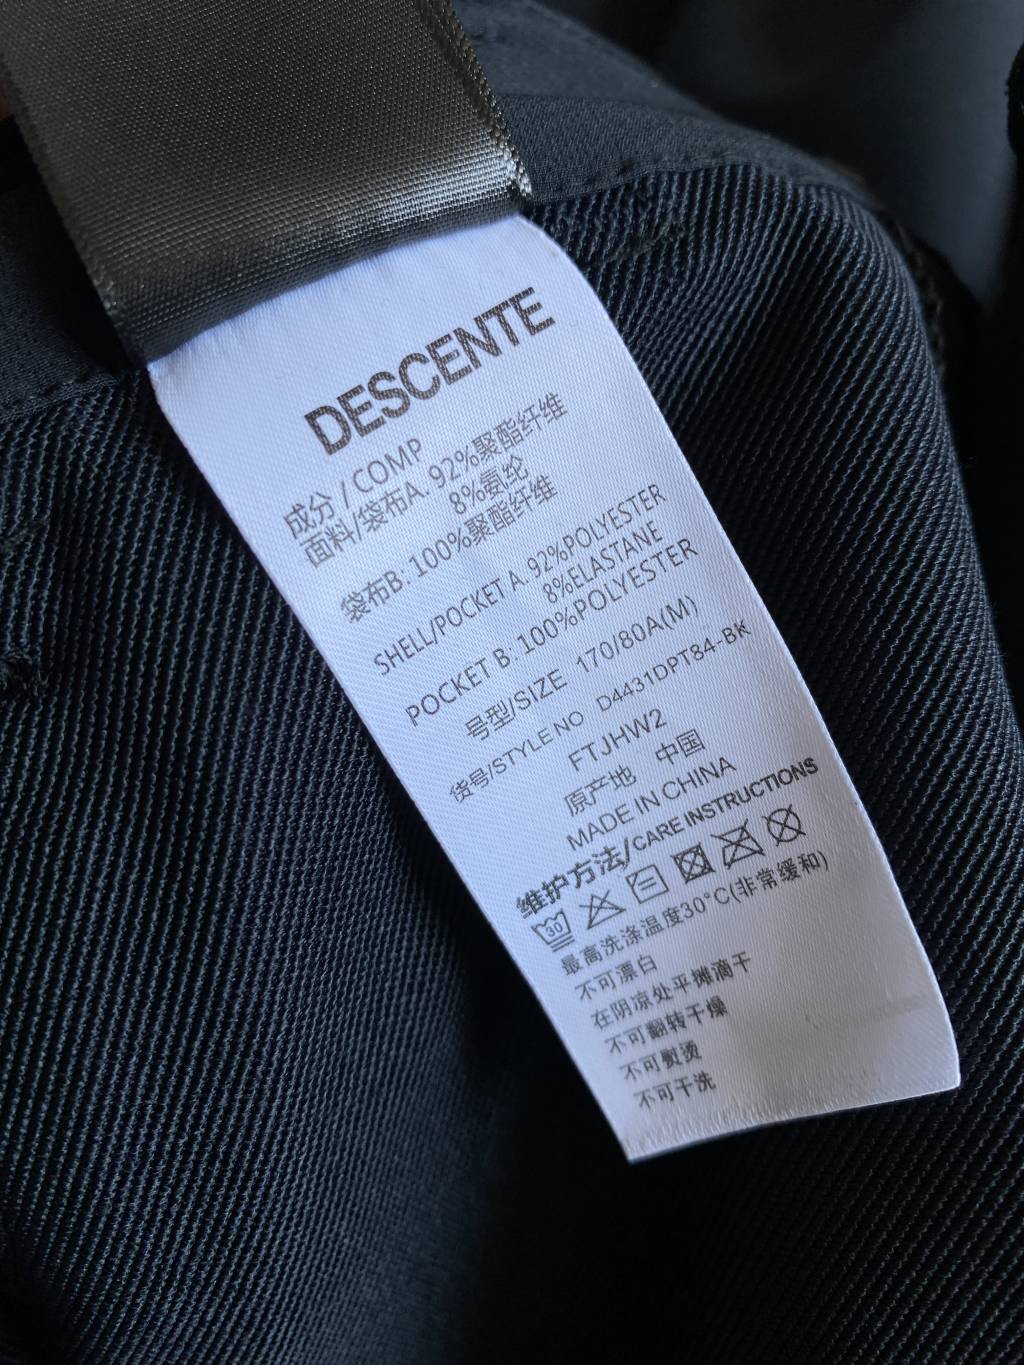 DESCENTE
成分 / COMP
面料/袋布A. 92%聚酯纤维
8%氨纶
袋布B: 100%聚酯纤维
SHELL/POCKET A. 92%POLYESTER
8%ELASTANE
POCKET B: 100%POLYESTER
号型/SIZE 170/80A(M)
货号/STYLE NO D4431DPT84-BK
FTJHW2
原产地 中国
MADE IN CHINA
维护方法/CARE INSTRUCTIONS
30
最高洗涤温度30°C(非常缓和)
不可漂白
在阴凉处平摊滴干
不可翻转干燥
不可熨烫
不可干洗